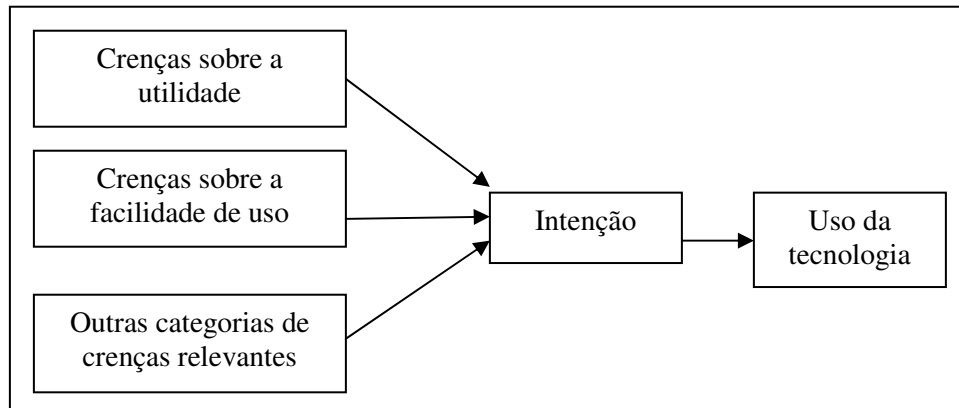 Crenças sobre a
utilidade
Crenças sobre a
facilidade de uso
Outras categorias de
crenças relevantes
Intenção
Uso da
tecnologia